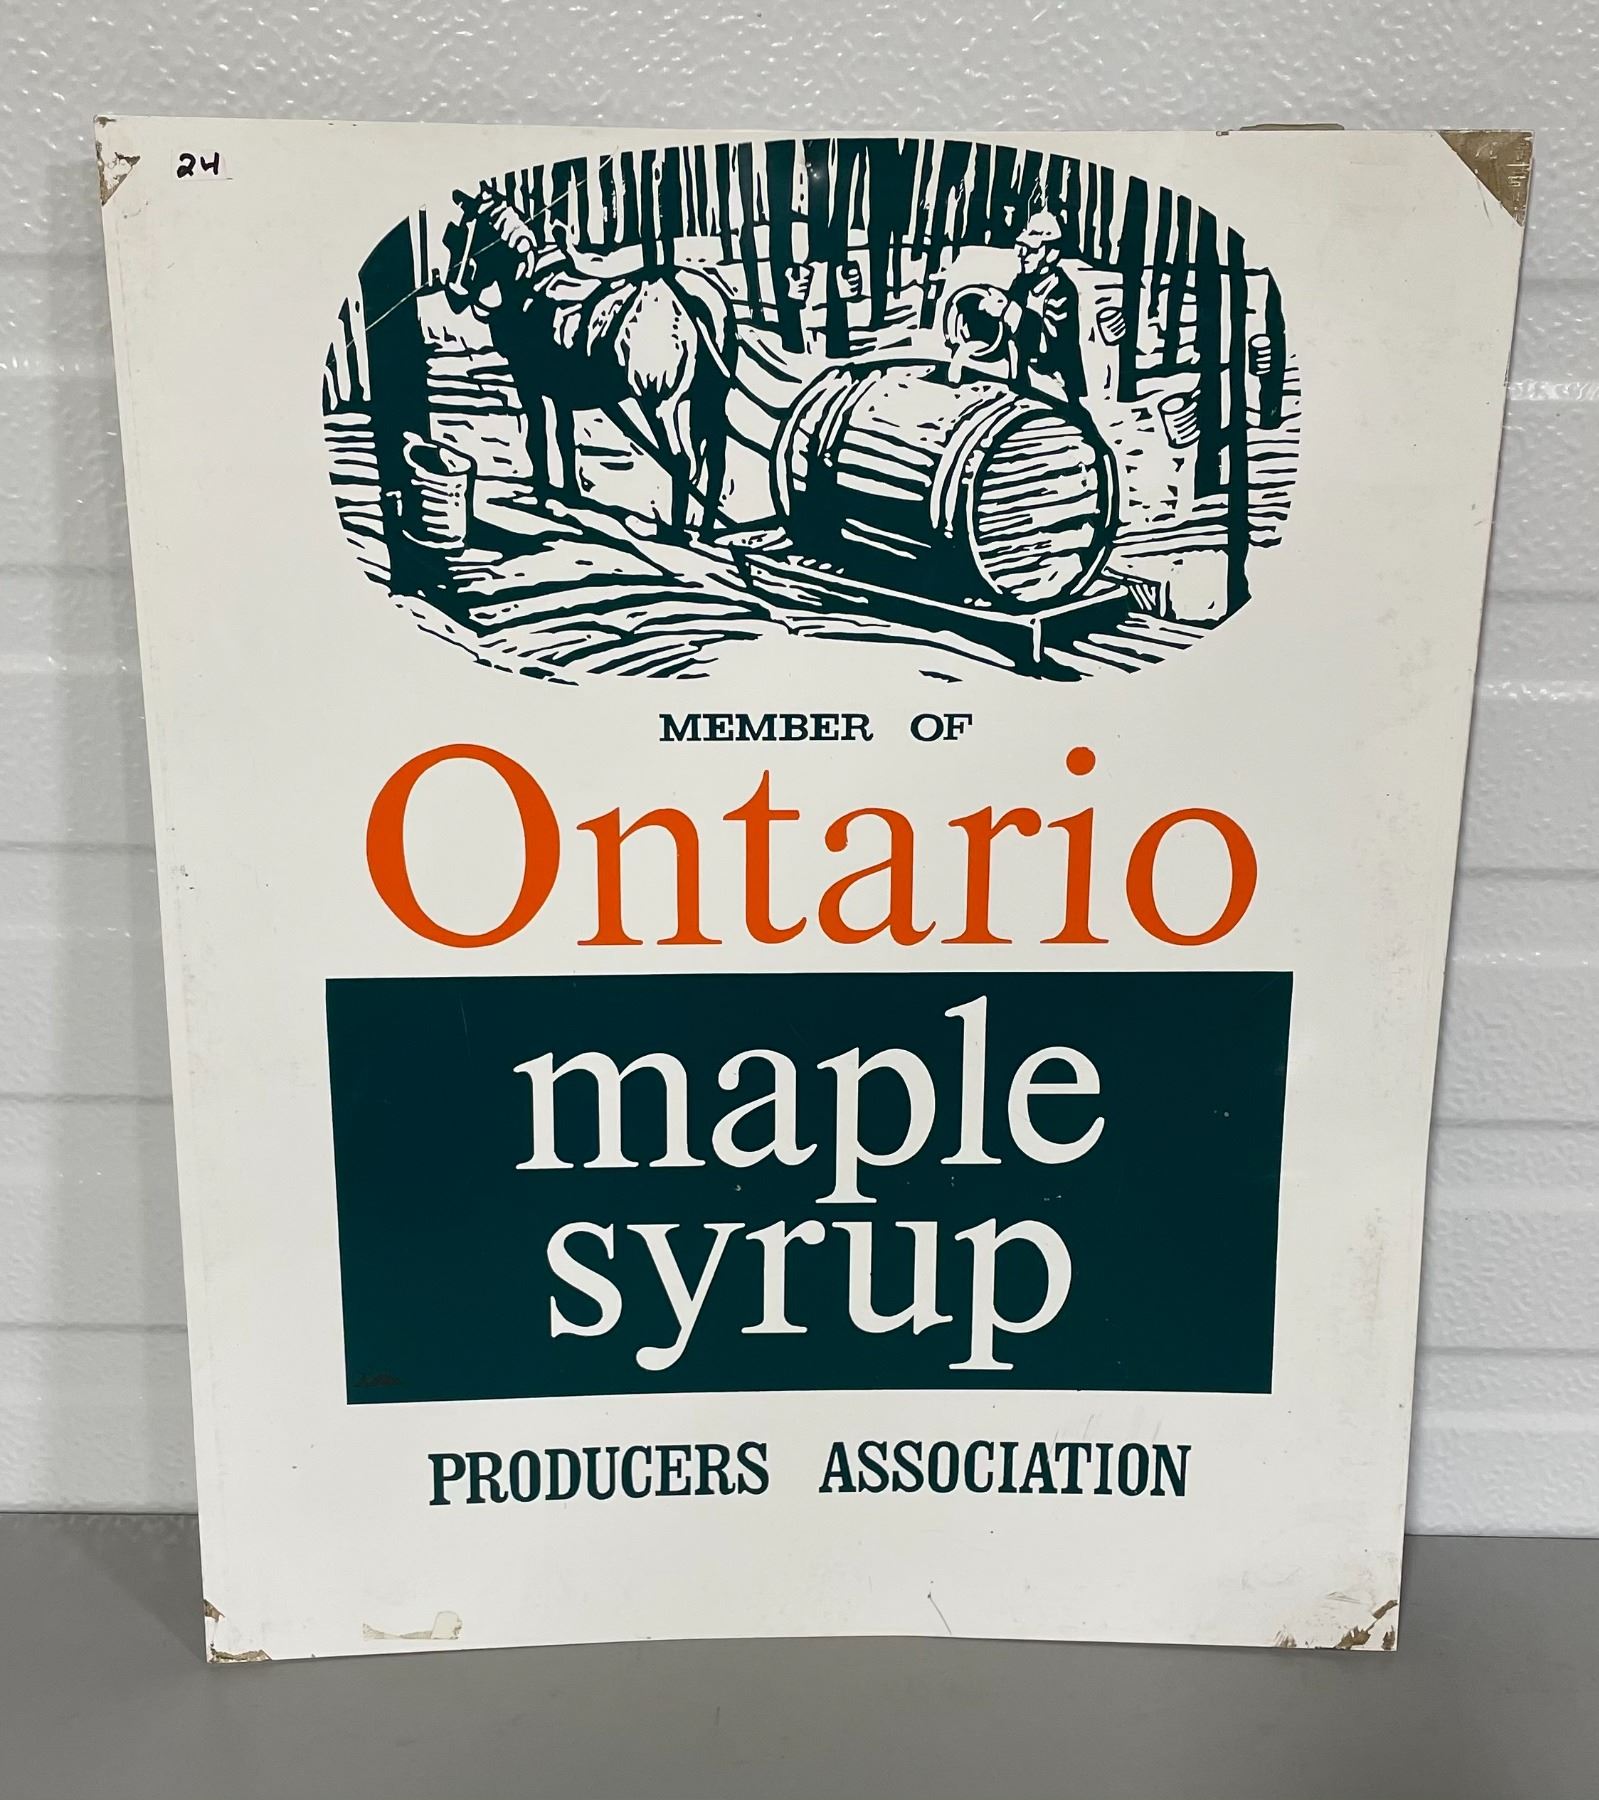 24
MEMBER OF
Ontario
maple
syrup
PRODUCERS ASSOCIATION